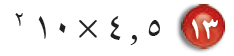 ١٣ ٤,٥ × ١٠ ٢